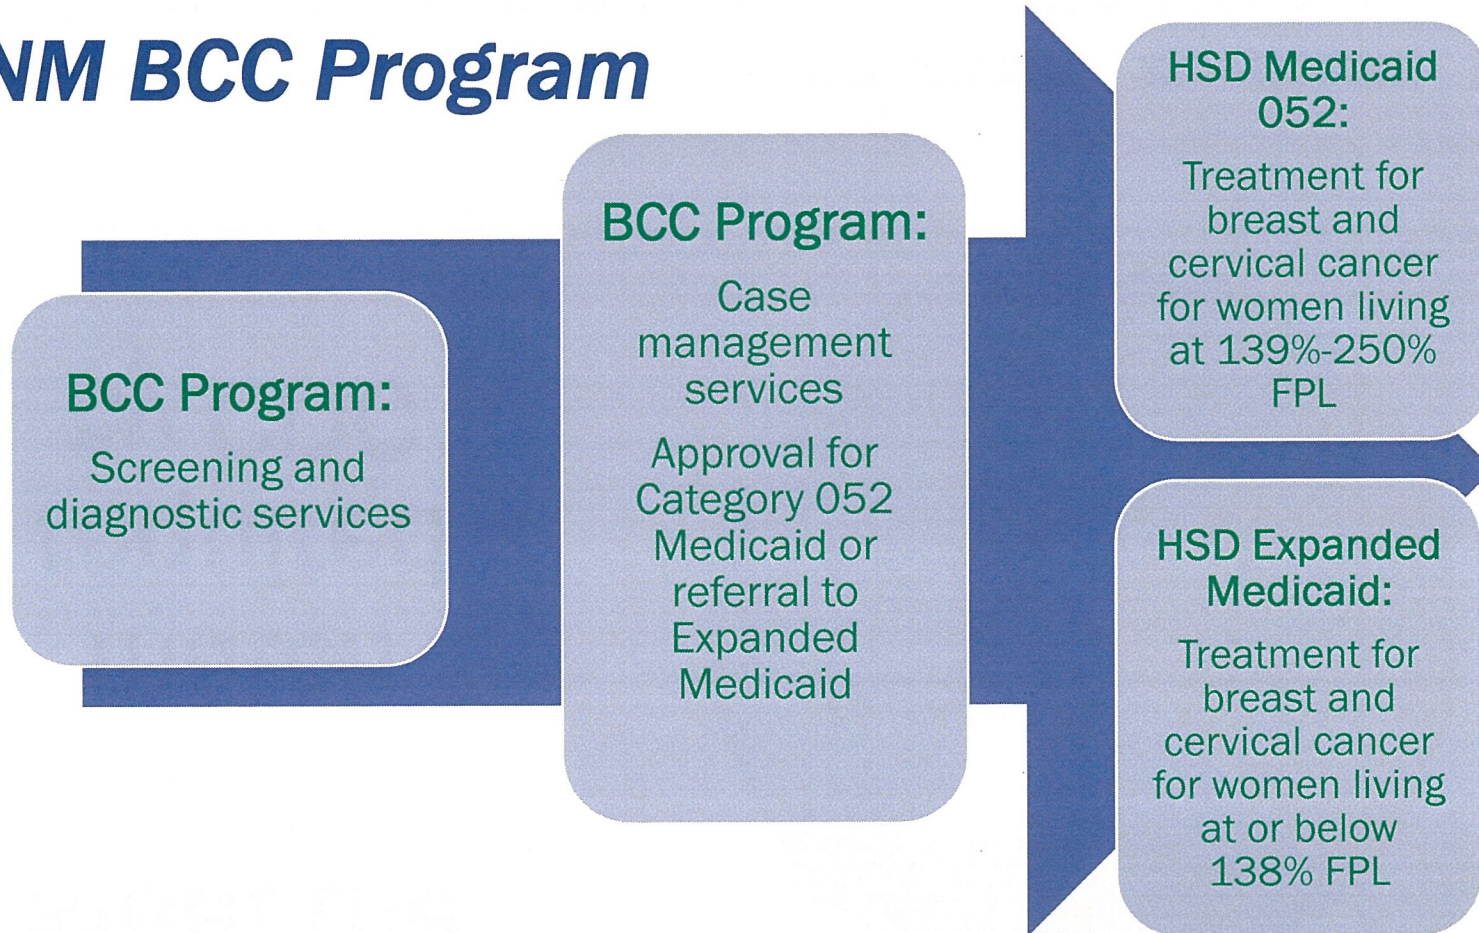 NM BCC Program
BCC Program:
Screening and
diagnostic services
BCC Program:
Case
management
services
Approval for
Category 052
Medicaid or
referral to
Expanded
Medicaid
HSD Medicaid
052:
Treatment for
breast and
cervical cancer
for women living
at 139%-250%
FPL
HSD Expanded
Medicaid:
Treatment for
breast and
cervical cancer
for women living
at or below
138% FPL